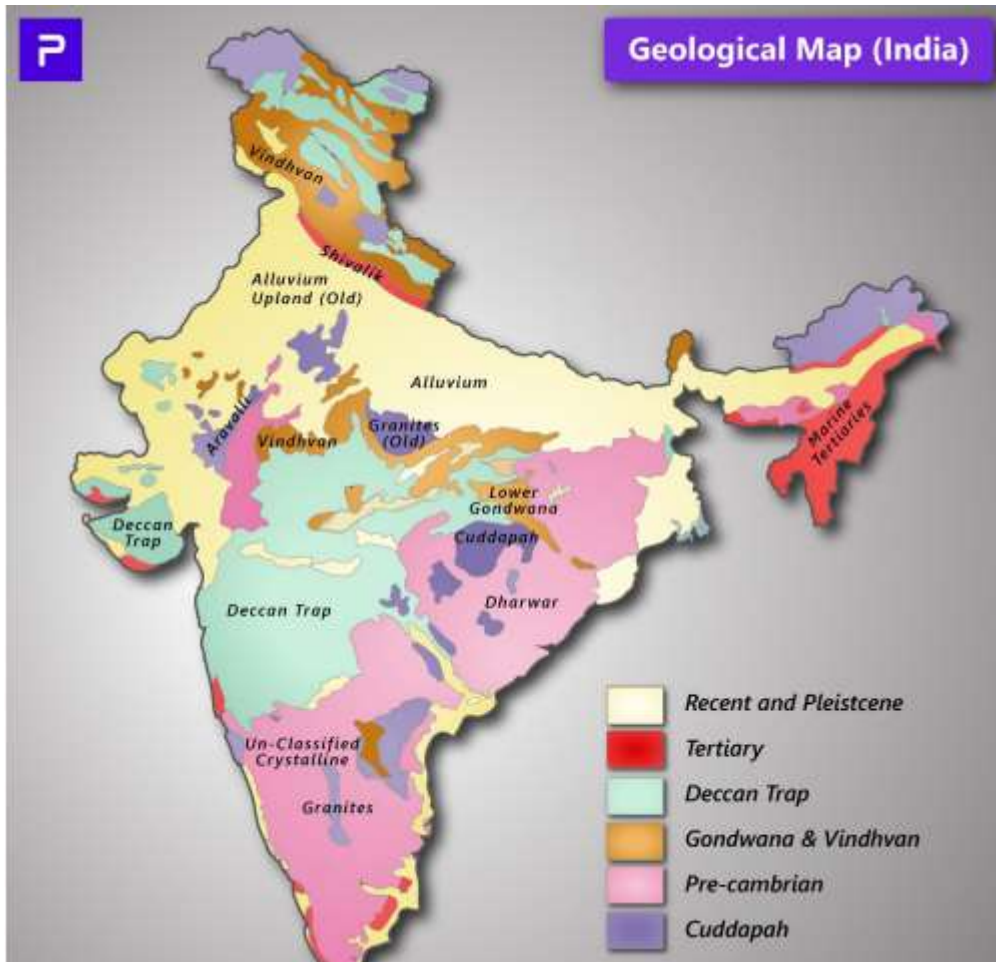 P
Geological Map (India)
Vindhvan
Shivalik
Alluvium
Upland (Old)
Alluvium
Aravalli
Vindhvan
Granites
(Old)
Marine
Tertiaries
Lower
Gondwana
Deccan
Trap
Cuddapah
Deccan Trap
Dharwar
Un-Classified
Crystalline
Granites
Recent and Pleistcene
Tertiary
Deccan Trap
Gondwana & Vindhvan
Pre-cambrian
Cuddapah